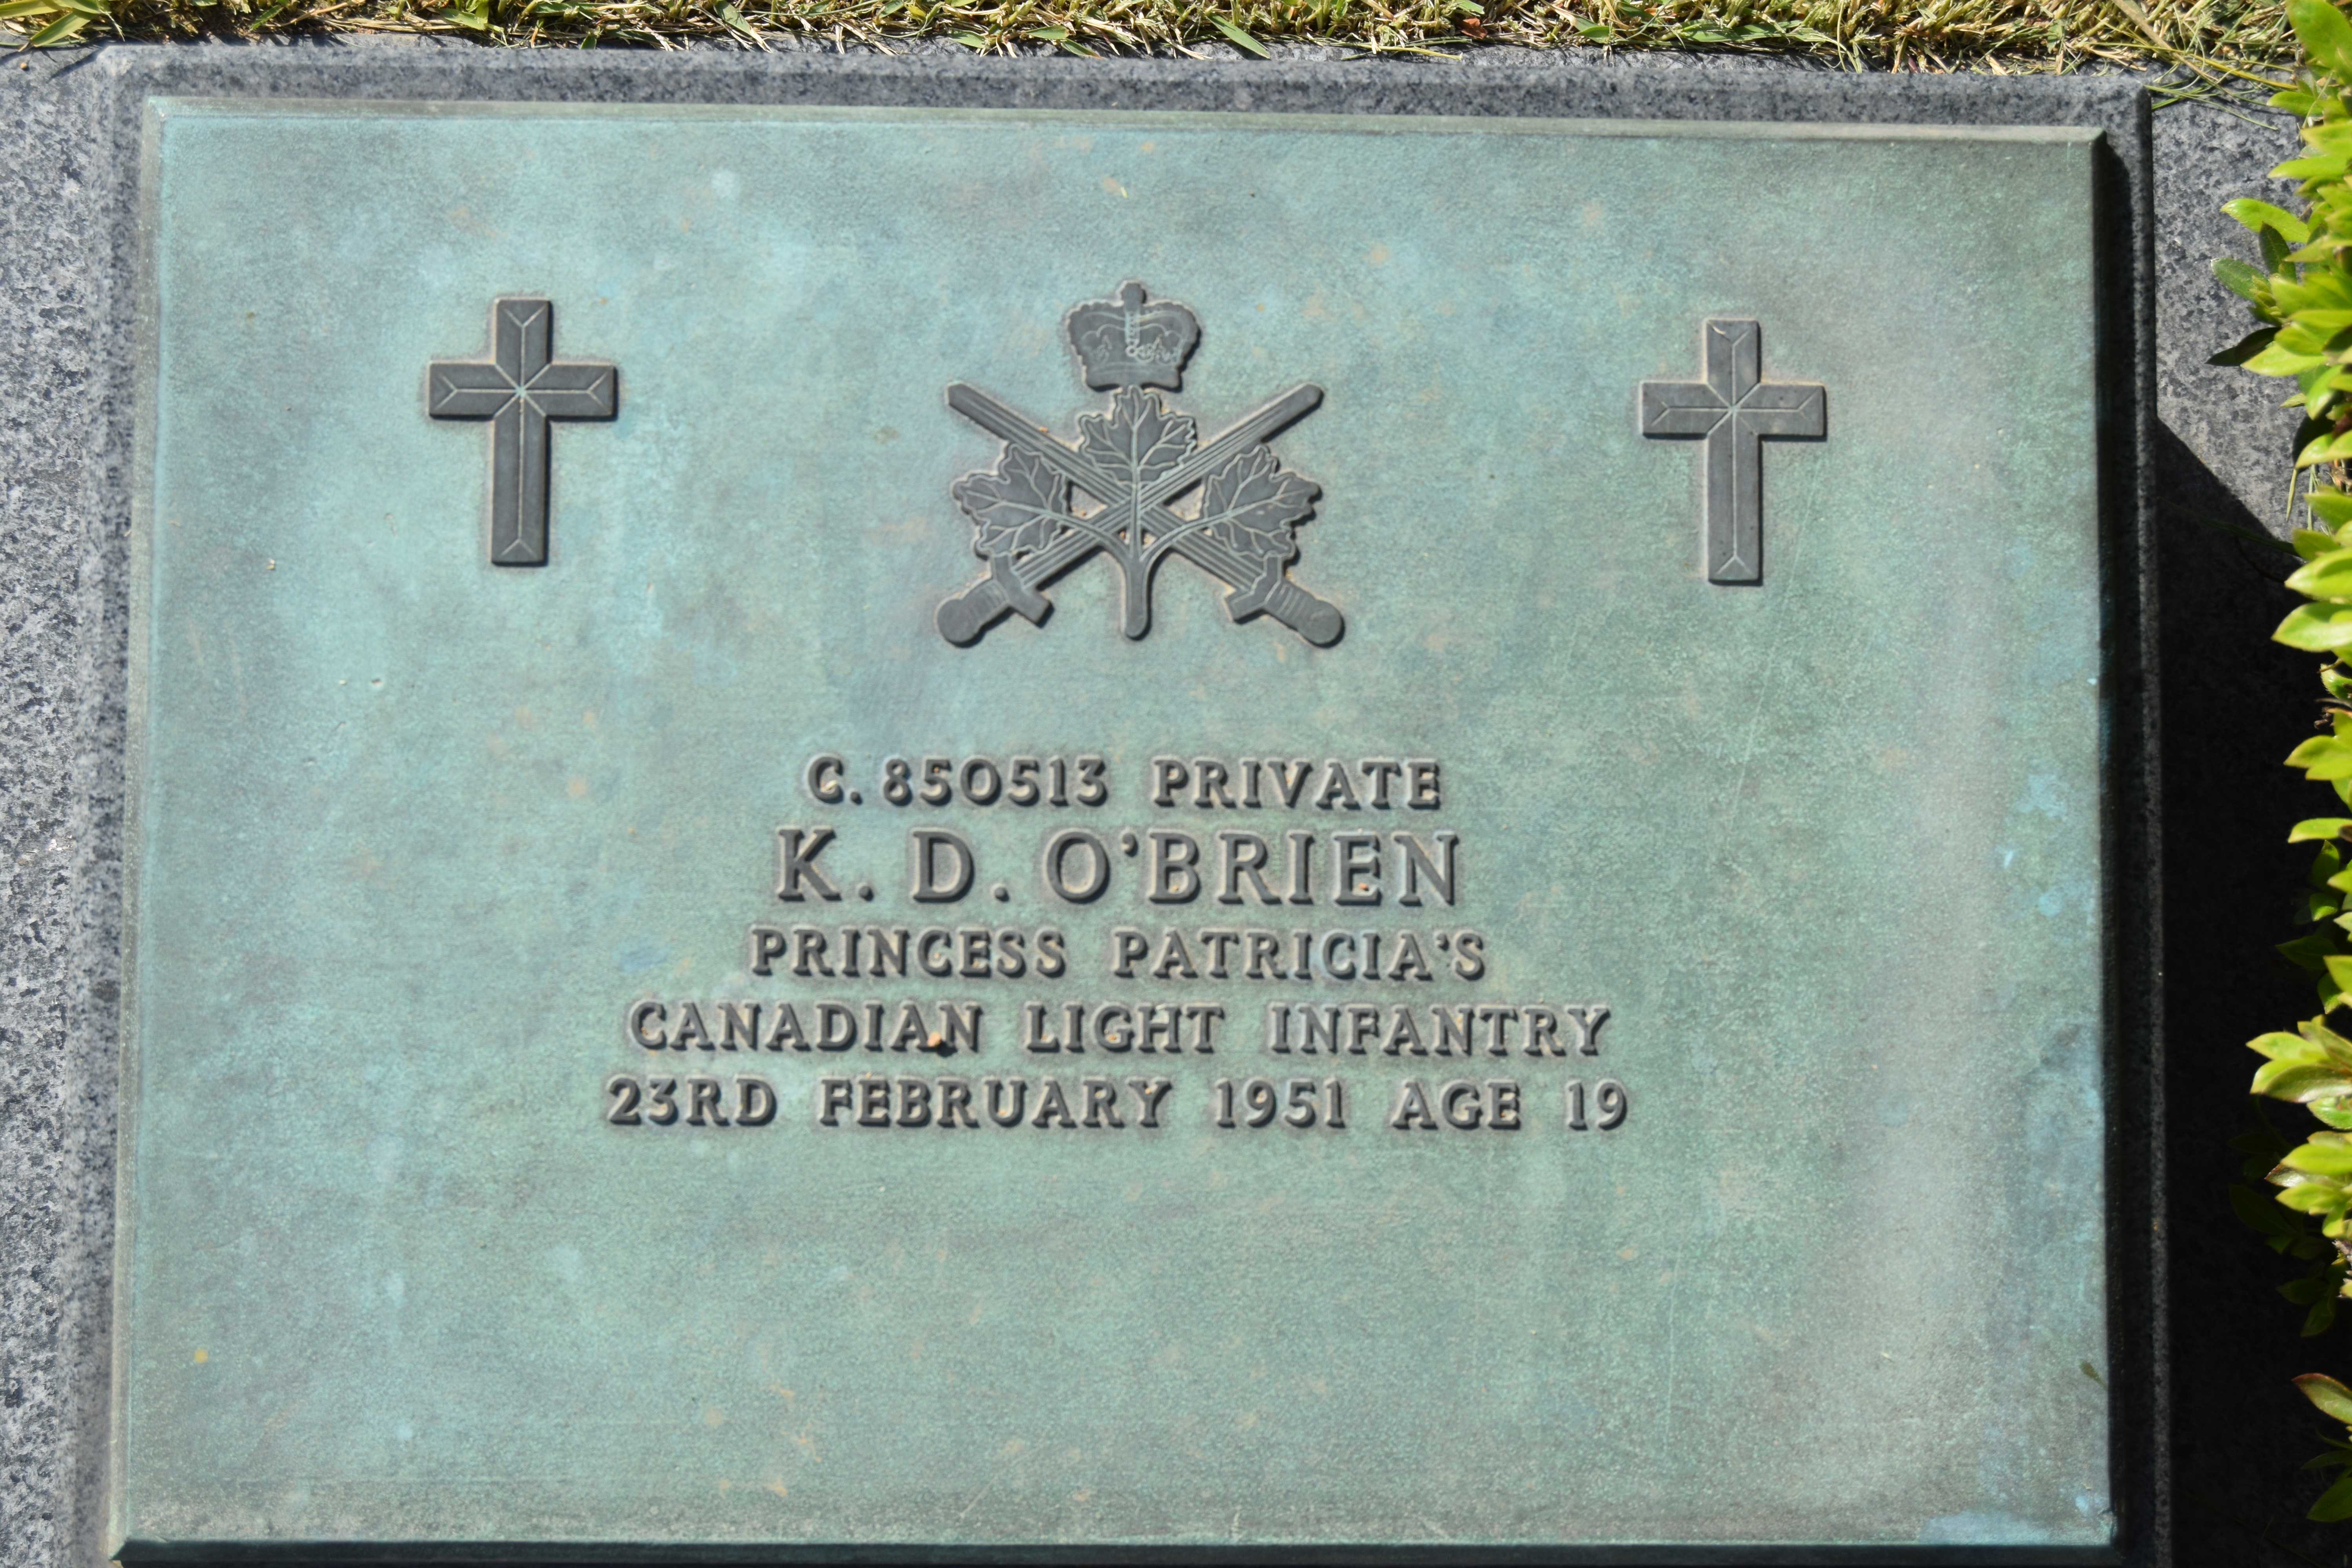 C. 850513 PRIVATE
K. D. O'BRIEN
PRINCESS PATRICIA'S
CANADIAN LIGHT INFANTRY
23RD FEBRUARY 1951 AGE 19